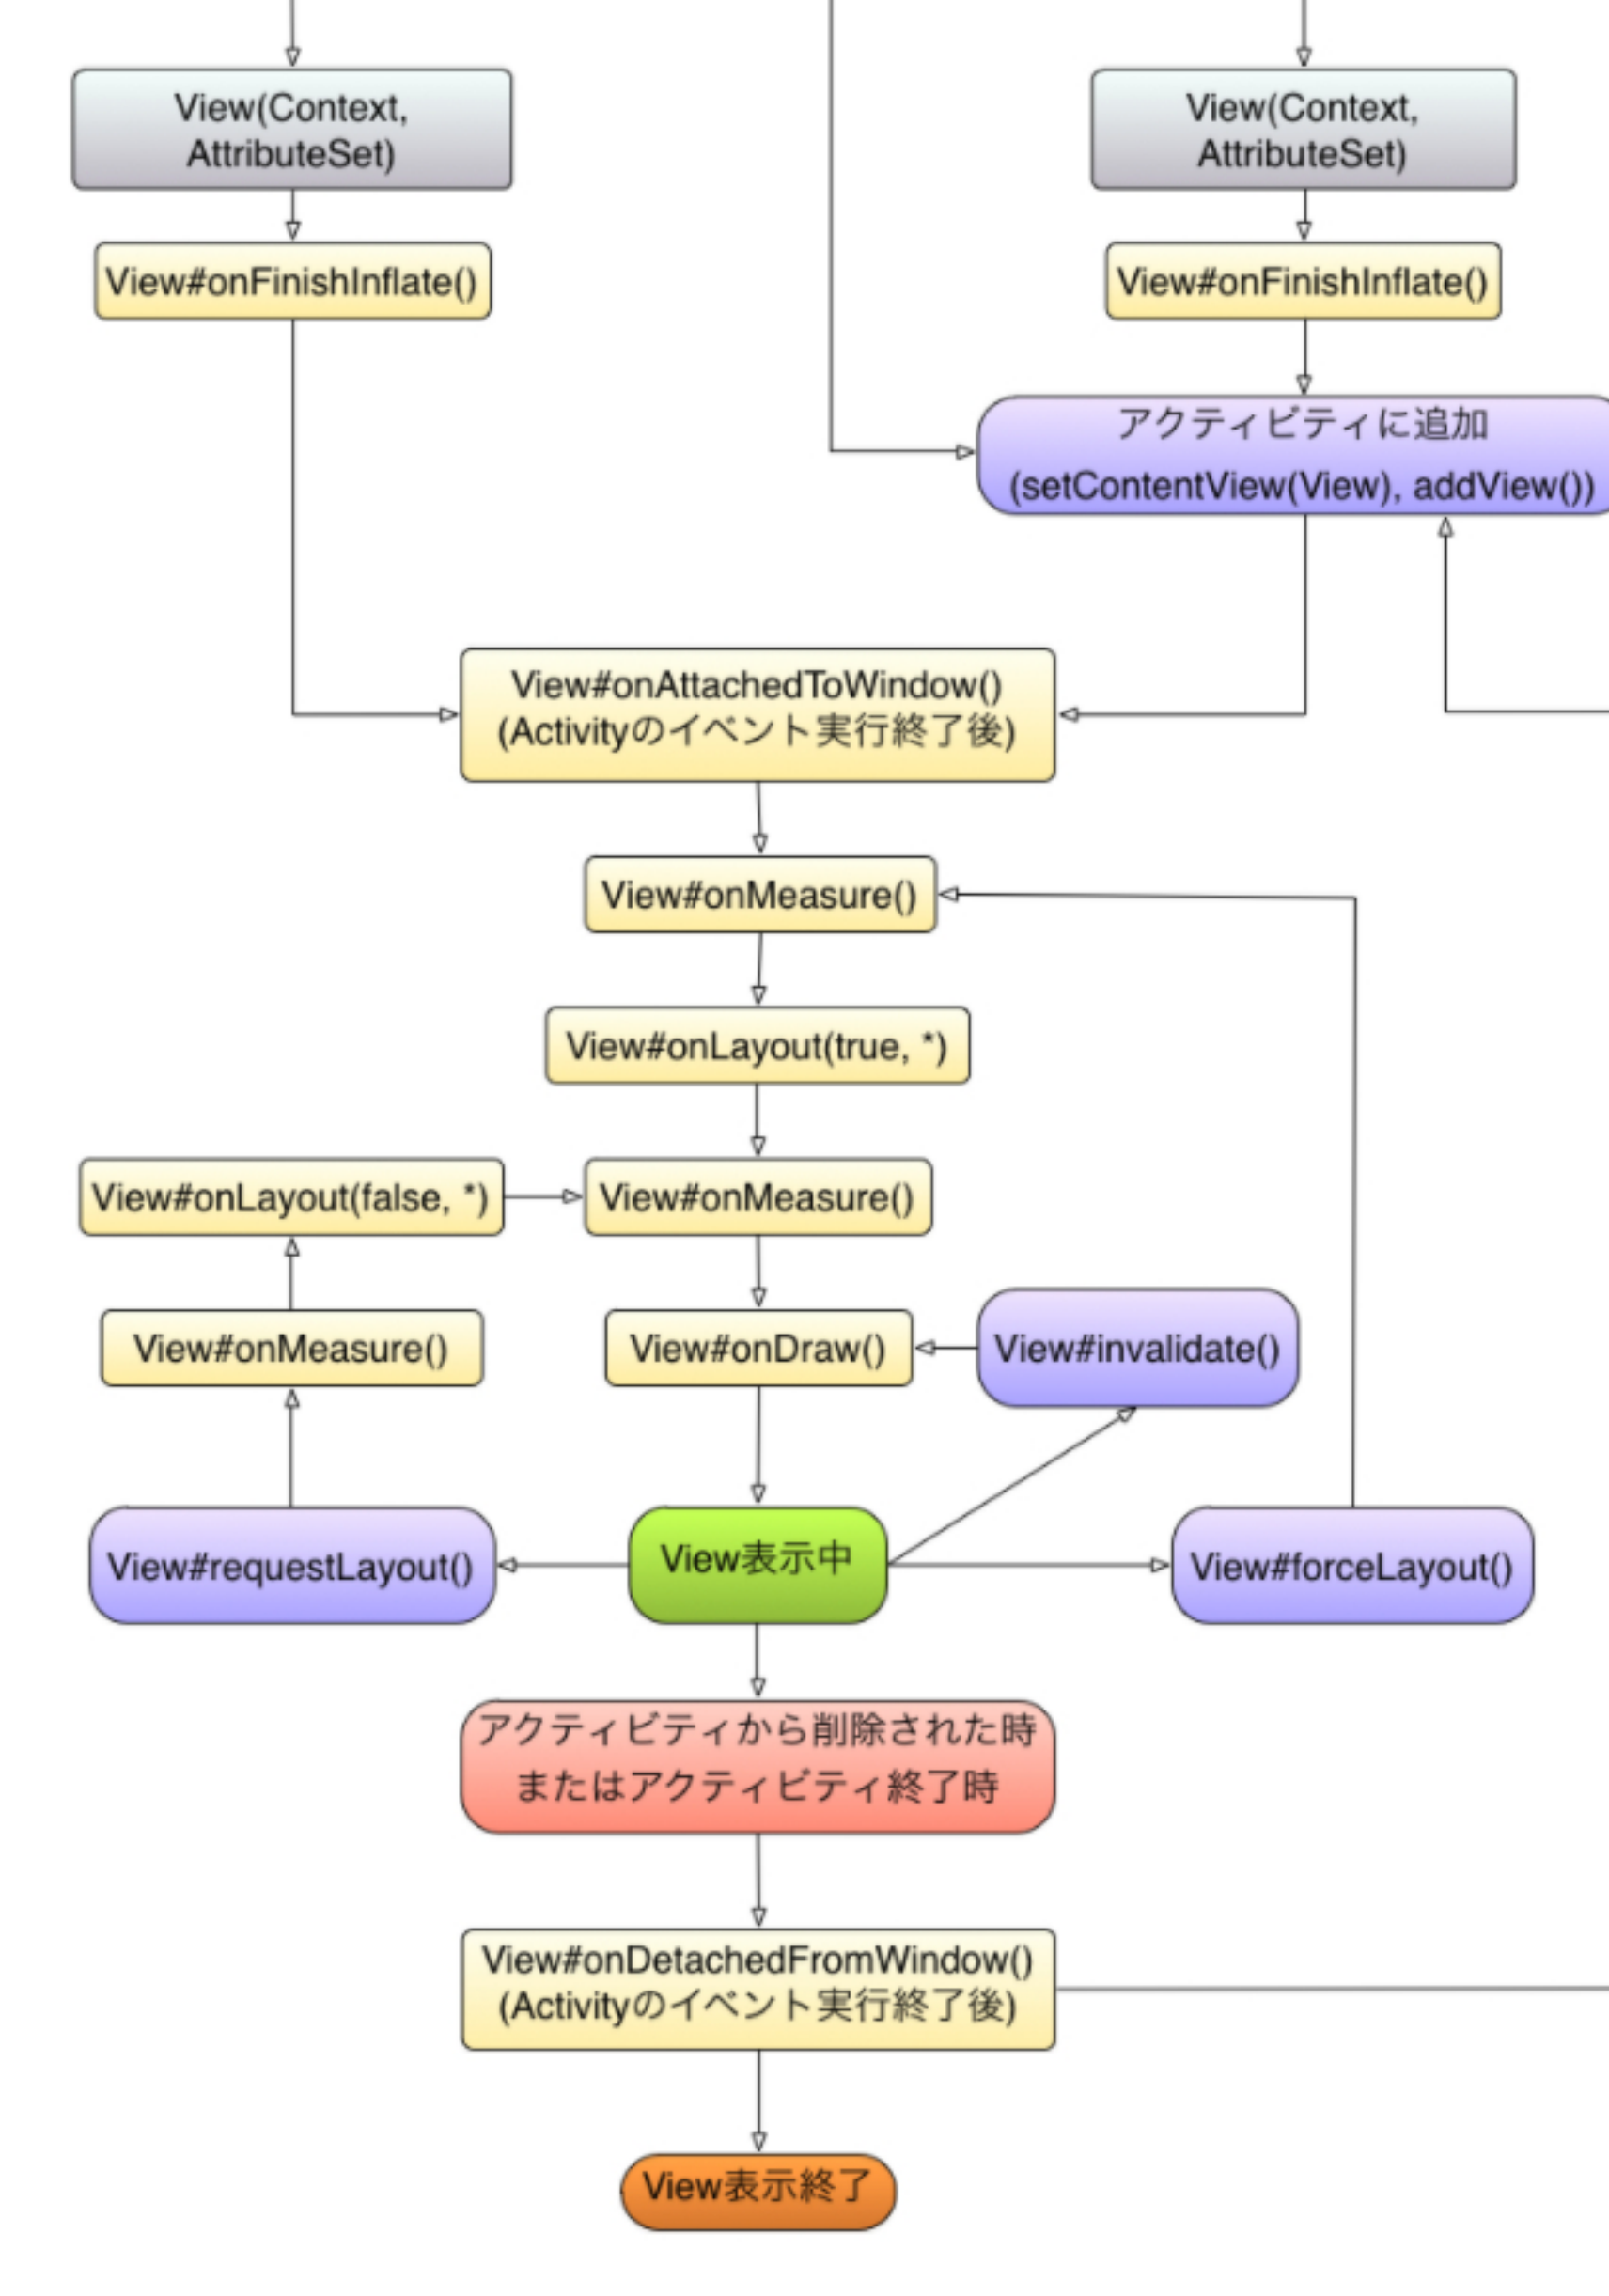 View(Context,
AttributeSet)
View(Context,
AttributeSet)
View#onFinishInflate()
View#onFinishInflate()
アクティビティに追加
(setContentView(View), addView())
View#onAttachedToWindow()
(Activityのイベント実行終了後)
View#onMeasure()
View#onLayout(true, *)
View#onLayout(false, *)
View#onMeasure()
View#onMeasure()
View#onDraw()
View#invalidate()
View#requestLayout()
View表示中
View#forceLayout()
アクティビティから削除された時
またはアクティビティ終了時
View#onDetachedFromWindow()
(Activityのイベント実行終了後)
View表示終了